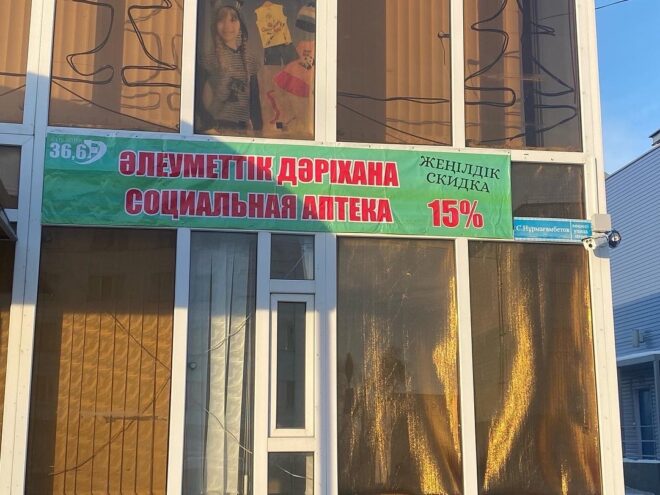 36,6
ӘЛЕУМЕТТІК ДӘРІХАНА
СОЦИАЛЬНАЯ АПТЕКА
ЖЕҢІЛДІК
СКИДКА
15%
С.Нұрмағамбетов